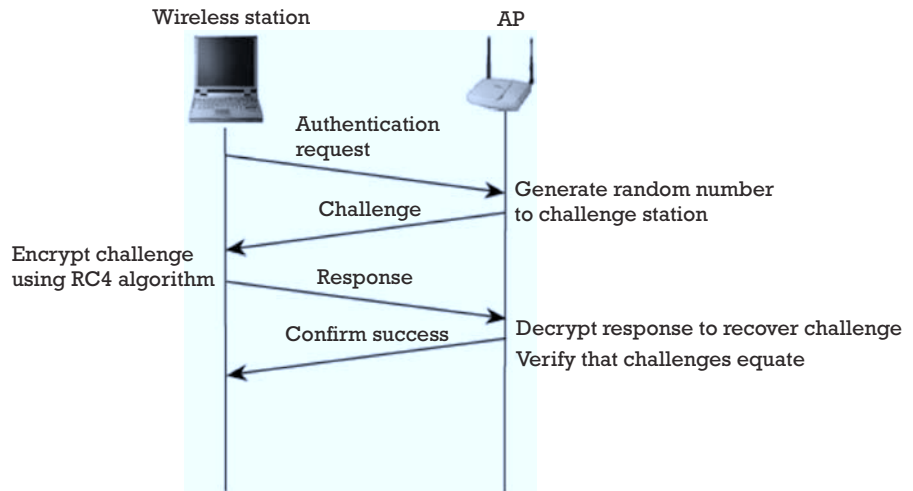 Wireless station
AP
Authentication
request
Generate random number
to challenge station
Challenge
Encrypt challenge
using RC4 algorithm
Response
Decrypt response to recover challenge
Confirm success
Verify that challenges equate